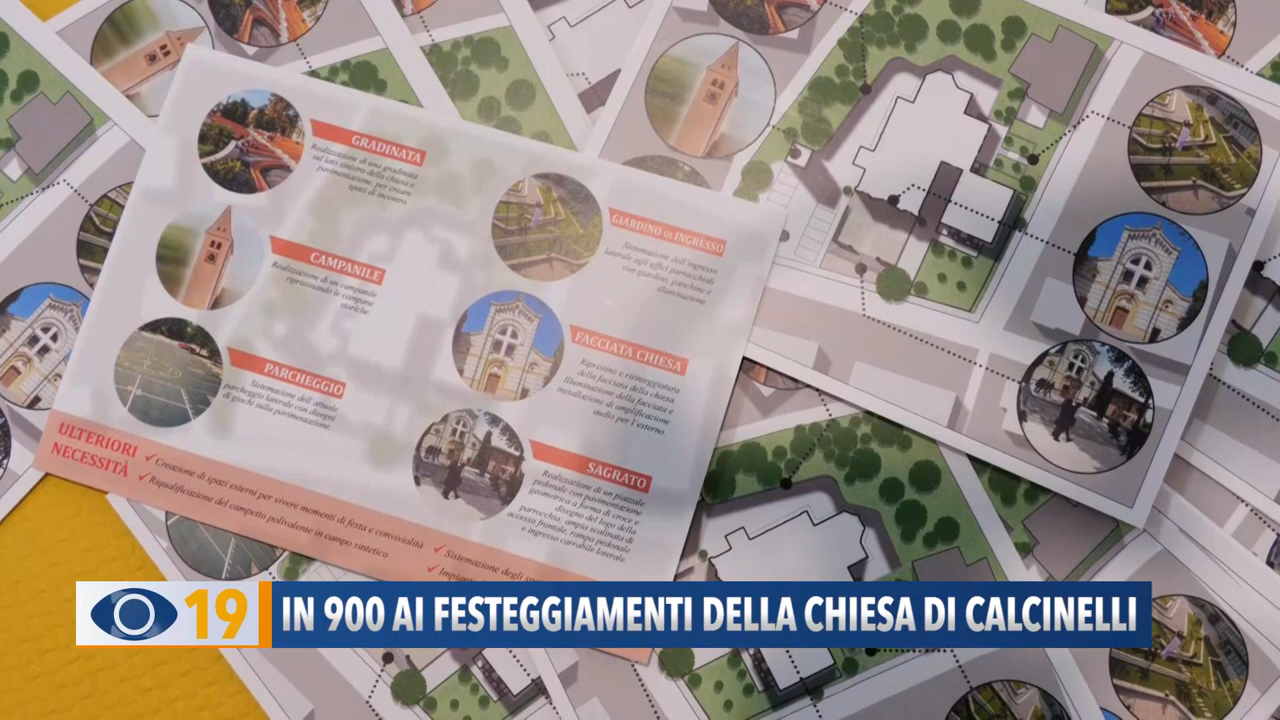 GRADINATA
Realizzazione di una gradinata
sul lato sinistro della chiesa e
pavimentazione, per creare
spazi di incontro.
CAMPANILE
Realizzazione di un campanile
ripristinando le campane
storiche.
PARCHEGGIO
Sistemazione dell'attuale
parcheggio laterale con disegni
di giochi sulla pavimentazione.
GIARDINO DI INGRESSO
Sistemazione dell'ingresso
laterale agli uffici parrocchiali
con giardino, panchine e
illuminazione.
FACCIATA CHIESA
Ripristino e ritinteggiatura
della facciata della chiesa
Illuminazione della facciata e
installazione di amplificazione
audio per l'esterno.
SAGRATO
Realizzazione di un piazzale
pedonale con pavimentazione
geometrica a forma di croce e
disegno del lago della
parrocchia, ampia scalinata di
accesso frontale, rampa pedonale
e ingresso carrabile laterale.
ULTERIORI
NECESSITÀ
✓ Creazione di spazi esterni per vivere momenti di festa e convivialità
✓ Riqualificazione del campetto polivalente in campo sintetico
✓ Sistemazione degli
✓
19
IN 900 AI FESTEGGIAMENTI DELLA CHIESA DI CALCINELLI